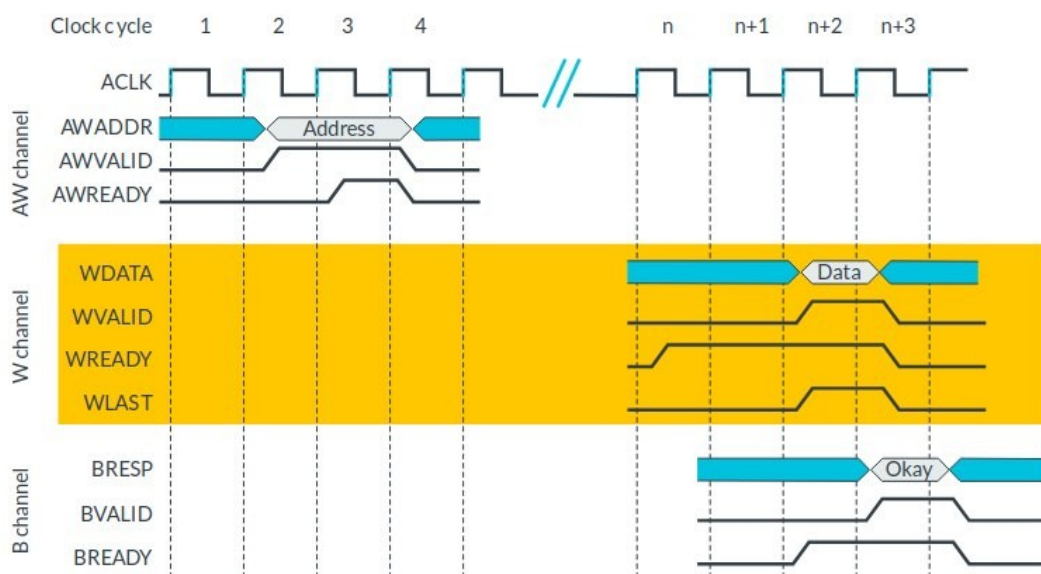 Clock cycle 1 2 3 4 n n+1 n+2 n+3
ACLK
AW channel
AWADDR Address
AWVALID
AWREADY
W channel
WDATA Data
WVALID
WREADY
WLAST
B channel
BRESP Okay
BVALID
BREADY